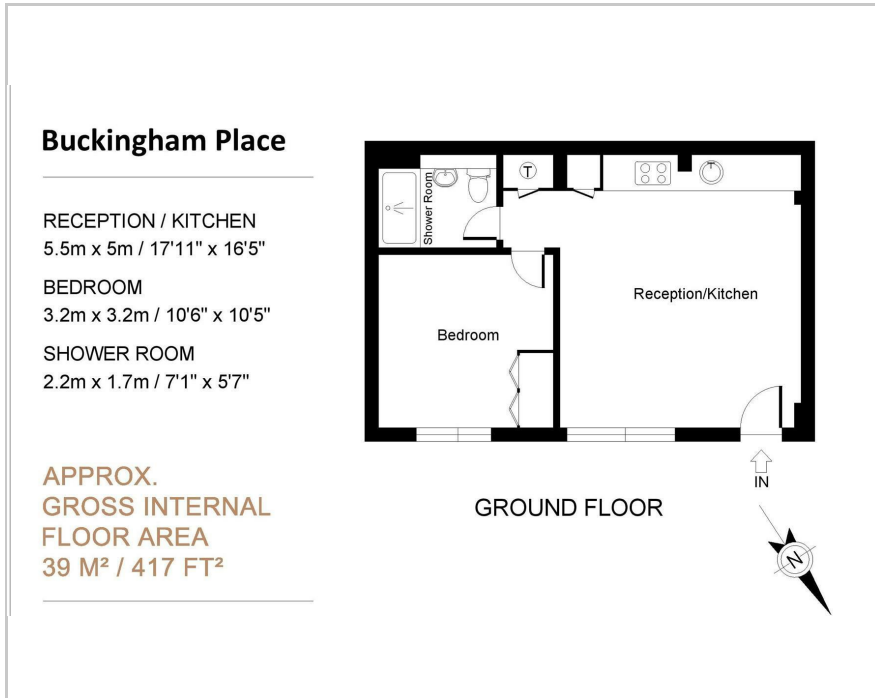 Buckingham Place
RECEPTION / KITCHEN
5.5m x 5m / 17'11" x 16'5"
BEDROOM
3.2m x 3.2m / 10'6" x 10'5"
SHOWER ROOM
2.2m x 1.7m / 7'1" x 5'7"
APPROX.
GROSS INTERNAL
FLOOR AREA
39 M² / 417 FT²
T
Shower Room
Reception/Kitchen
Bedroom
IN
GROUND FLOOR
N